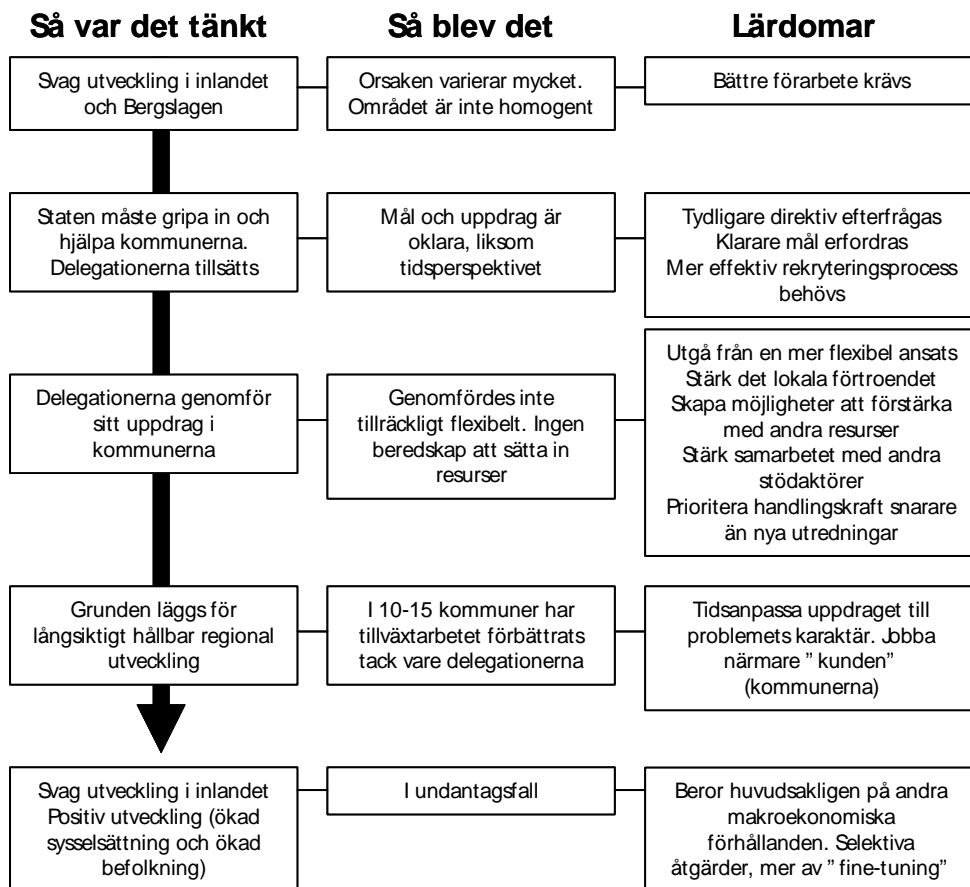 Så var det tänkt
Så blev det
Lärdomar
Svag utveckling i inlandet
och Bergslagen
Orsaken varierar mycket.
Området är inte homogent
Bättre förarbete krävs
Staten måste gripa in och
hjälpa kommunerna.
Delegationerna tillsätts
Mål och uppdrag är
oklara, liksom
tidsperspektivet
Tydligare direktiv efterfrågas
Klarare mål erfordras
Mer effektiv rekryteringsprocess
behövs
Delegationerna genomför
sitt uppdrag i
kommunerna
Genomfördes inte
tillräckligt flexibelt. Ingen
beredskap att sätta in
resurser
Utgå från en mer flexibel ansats
Stärk det lokala förtroendet
Skapa möjligheter att förstärka
med andra resurser
Stärk samarbetet med andra
stödaktörer
Prioritera handlingskraft snarare
än nya utredningar
Grunden läggs för
långsiktigt hållbar regional
utveckling
I 10-15 kommuner har
tillväxtarbetet förbättrats
tack vare delegationerna
Tidsanpassa uppdraget till
problemets karaktär. Jobba
närmare ” kunden”
(kommunerna)
Svag utveckling i inlandet
Positiv utveckling (ökad
sysselsättning och ökad
befolkning)
I undantagsfall
Beror huvudsakligen på andra
makroekonomiska
förhållanden. Selektiva
åtgärder, mer av ” fine-tuning”